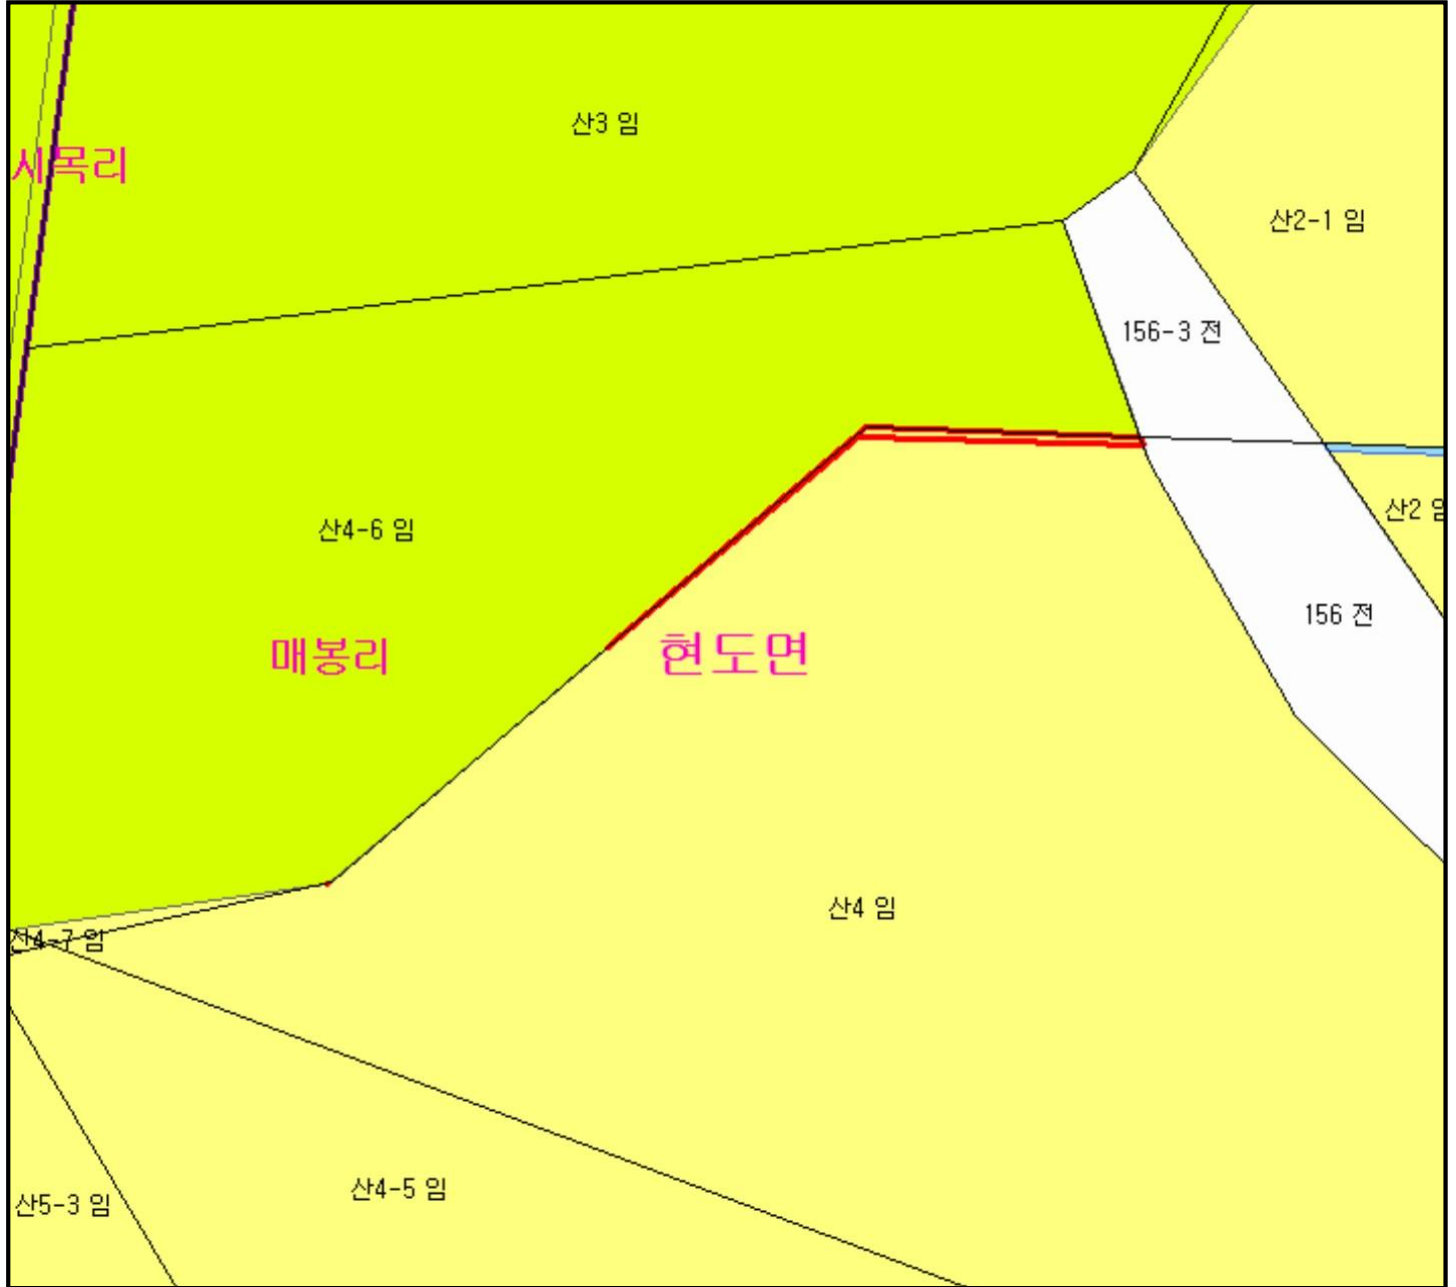 산3 임
시목리
산2-1 임
156-3 전
산2 임
산4-6 임
156 전
매봉리
현도면
산4 임
산4-7 임
산4-5 임
산5-3 임